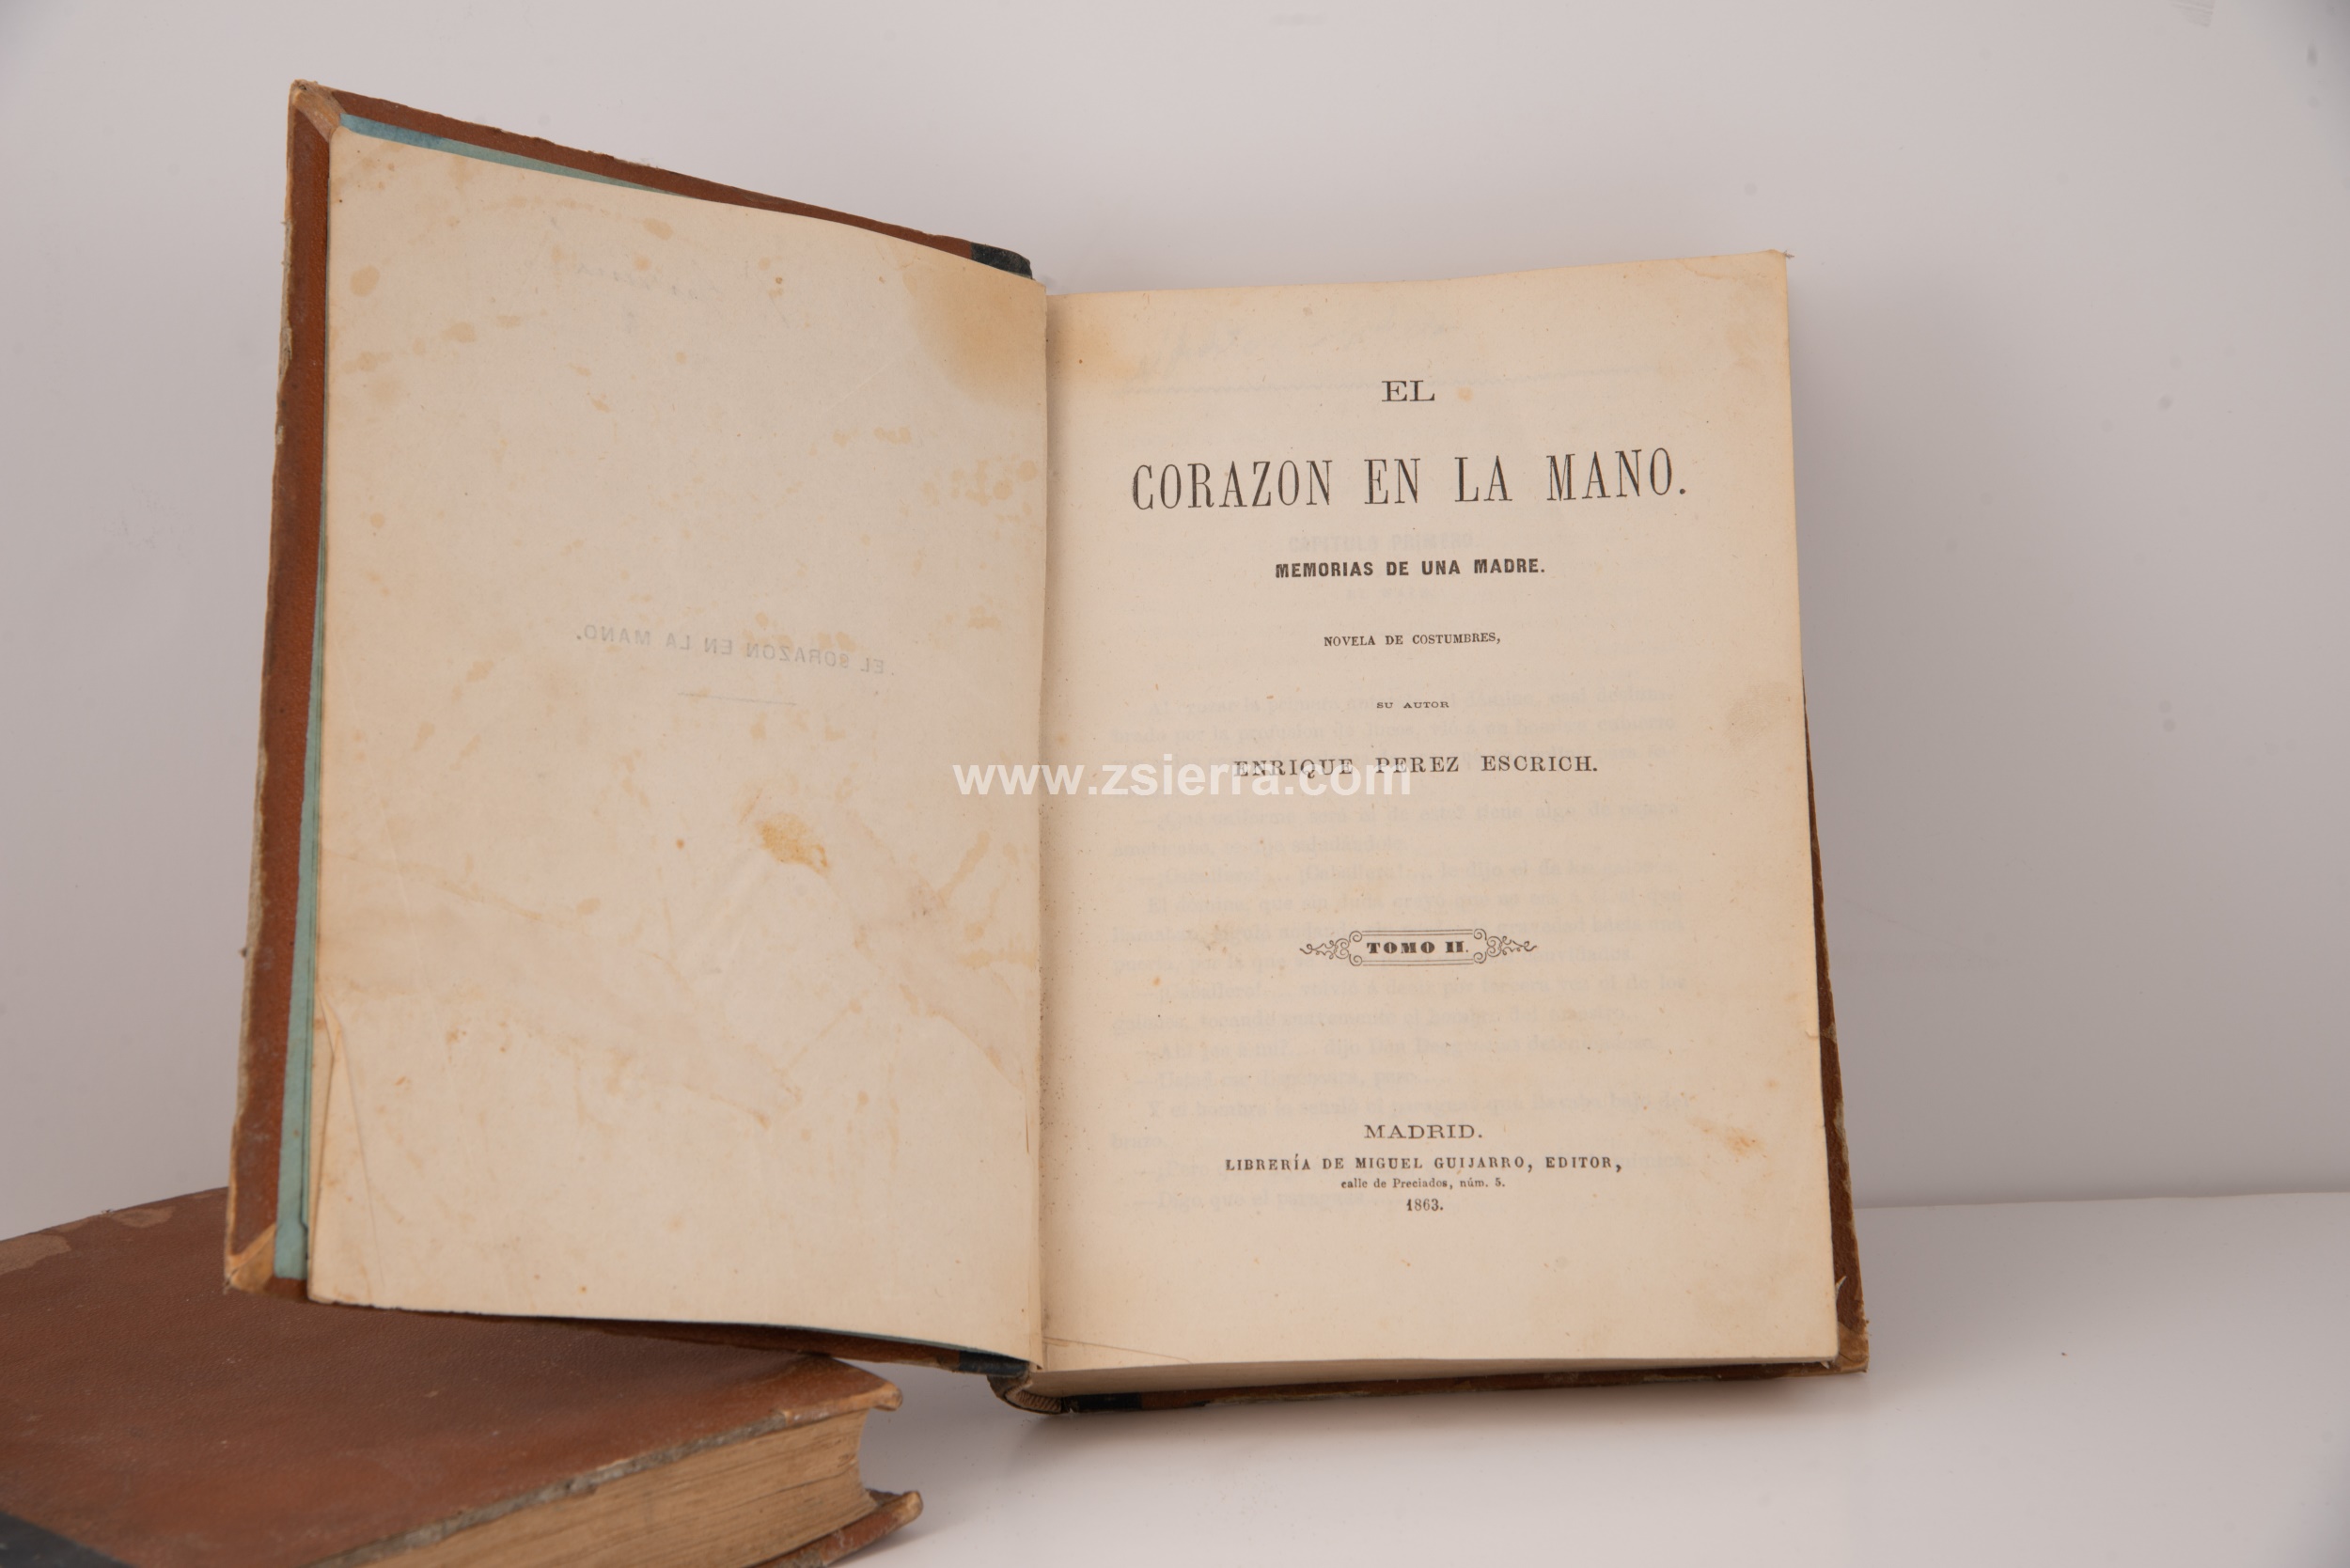 EL CORAZON EN LA MANO.
EL
CORAZON EN LA MANO.
MEMORIAS DE UNA MADRE.
NOVELA DE COSTUMBRES,
SU AUTOR
ENRIQUE PEREZ ESCRICH.
www.zsierra.com
TOMO II.
MADRID.
LIBRERÍA DE MIGUEL GUIJARRO, EDITOR,
calle de Preciados, núm. 5.
1863.